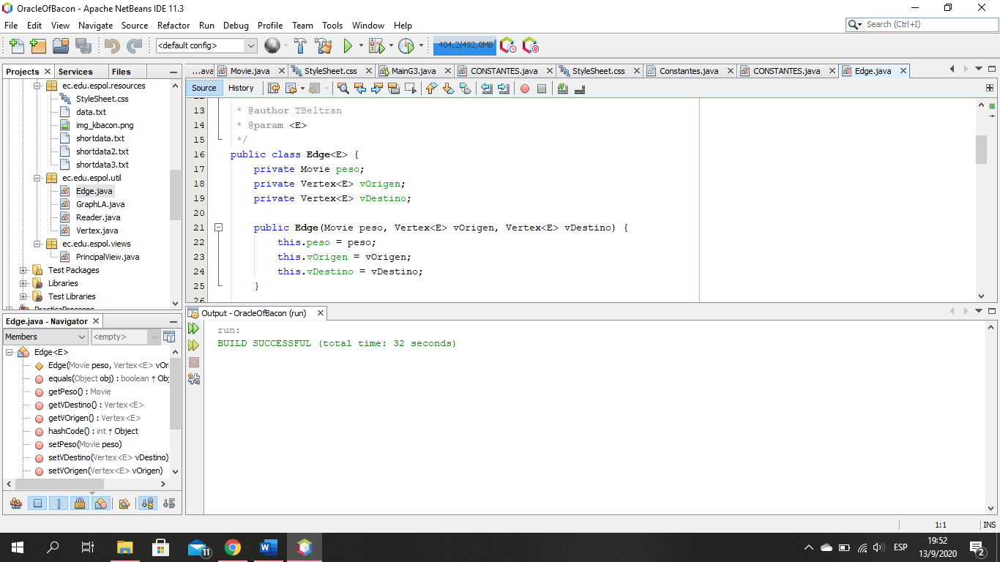 OracleOfBacon - Apache NetBeans IDE 11.3
File Edit View Navigate Source Refactor Run Debug Profile Team Tools Window Help
Search (Ctrl+I)
<default config>
404,2/492,0MB
Projects Services Files
...ava Movie.java StyleSheet.css MainG3.java CONSTANTES.java StyleSheet.css Constantes.java CONSTANTES.java Edge.java
Source History
ec.edu.espol.resources
StyleSheet.css
data.txt
img_kbacon.png
shortdata.txt
shortdata2.txt
shortdata3.txt
ec.edu.espol.util
Edge.java
GraphLA.java
Reader.java
Vertex.java
ec.edu.espol.views
PrincipalView.java
Test Packages
Libraries
Test Libraries
PracticaProcesos
12
13 * @author TBeltran
14 * @param <E>
15 */
16 public class Edge<E> {
17 private Movie peso;
18 private Vertex<E> vOrigen;
19 private Vertex<E> vDestino;
20
21 public Edge(Movie peso, Vertex<E> vOrigen, Vertex<E> vDestino) {
22 this.peso = peso;
23 this.vOrigen = vOrigen;
24 this.vDestino = vDestino;
25 }
26
Edge.java - Navigator
Members <empty>
Edge<E>
Edge(Movie peso, Vertex<E> vOri
equals(Object obj) : boolean ↑ Obj
getPeso() : Movie
getVDestino() : Vertex<E>
getVOrigen() : Vertex<E>
hashCode() : int ↑ Object
setPeso(Movie peso)
setVDestino(Vertex<E> vDestino)
setVOrigen(Vertex<E> vOrigen)
Output - OracleOfBacon (run)
run:
BUILD SUCCESSFUL (total time: 32 seconds)
1:1 INS
11
W
ESP
19:52
13/9/2020
2